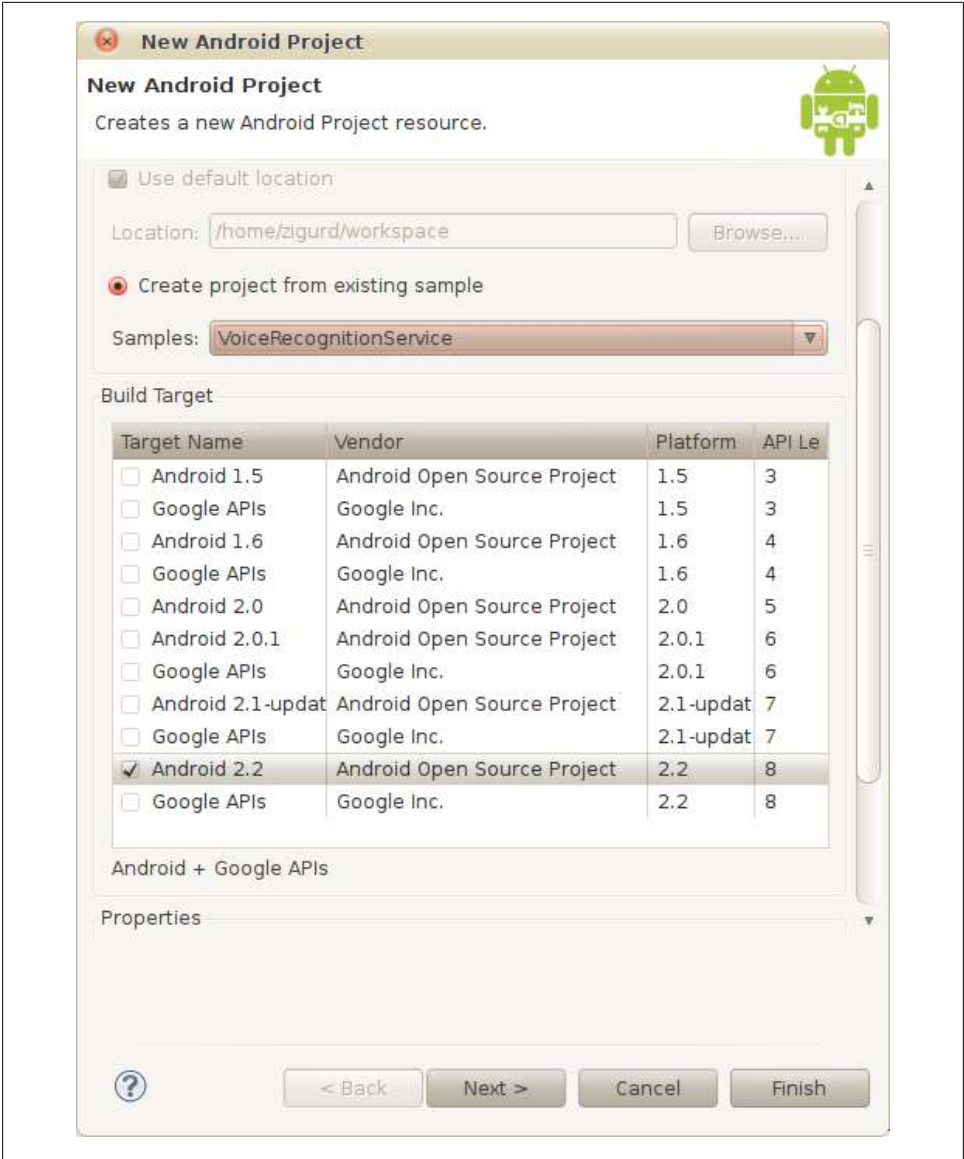 New Android Project
New Android Project
Creates a new Android Project resource.
Use default location
Location: /home/zigurd/workspace Browse...
Create project from existing sample
Samples: VoiceRecognitionService
Build Target
Target Name Vendor Platform API Le
Android 1.5 Android Open Source Project 1.5 3
Google APIs Google Inc. 1.5 3
Android 1.6 Android Open Source Project 1.6 4
Google APIs Google Inc. 1.6 4
Android 2.0 Android Open Source Project 2.0 5
Android 2.0.1 Android Open Source Project 2.0.1 6
Google APIs Google Inc. 2.0.1 6
Android 2.1-updat Android Open Source Project 2.1-updat 7
Google APIs Google Inc. 2.1-updat 7
Android 2.2 Android Open Source Project 2.2 8
Google APIs Google Inc. 2.2 8
Android + Google APIs
Properties
? < Back Next > Cancel Finish